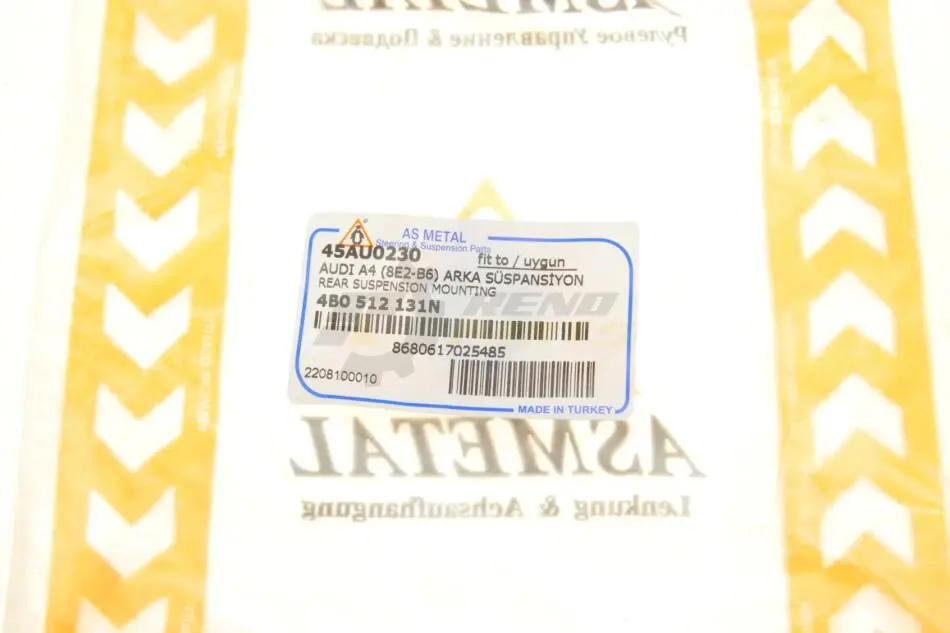 ASMETAL
Рулевое Управление & Подвеска
AS METAL
Steering & Suspension Parts
45AU0230
fit to / uygun
AUDI A4 (8E2-B6) ARKA SÜSPANSİYON
REAR SUSPENSION MOUNTING
4B0 512 131N
RENO
8680617025485
2208100010
MADE IN TURKEY
ASMETAL
Lenkung & Achsaufhangung